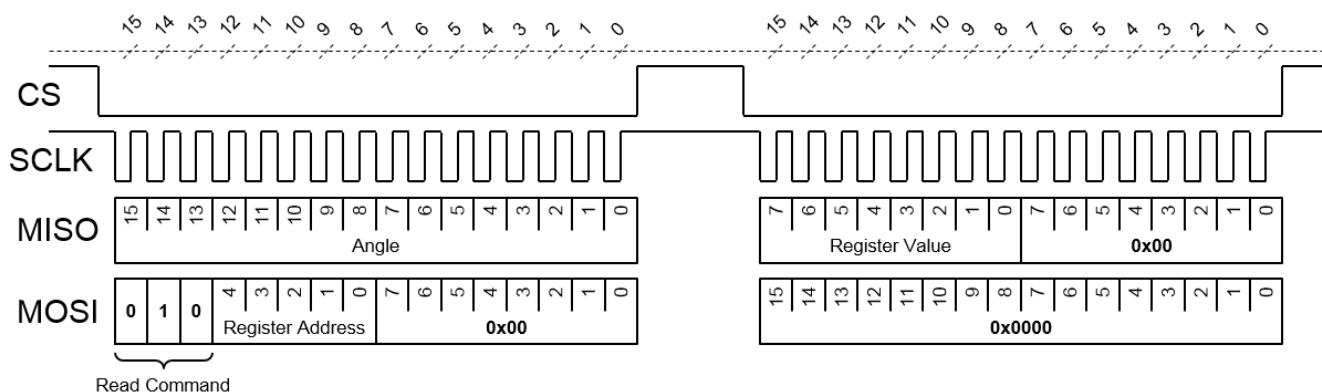 15 14 13 12 11 10 9 8 7 6 5 4 3 2 1 0 15 14 13 12 11 10 9 8 7 6 5 4 3 2 1 0
CS
SCLK
MISO 15 14 13 12 11 10 9 8 7 6 5 4 3 2 1 0 7 6 5 4 3 2 1 0 7 6 5 4 3 2 1 0
Angle Register Value 0x00
MOSI 0 1 0 4 3 2 1 0 7 6 5 4 3 2 1 0 15 14 13 12 11 10 9 8 7 6 5 4 3 2 1 0
Register Address 0x00 0x0000
Read Command